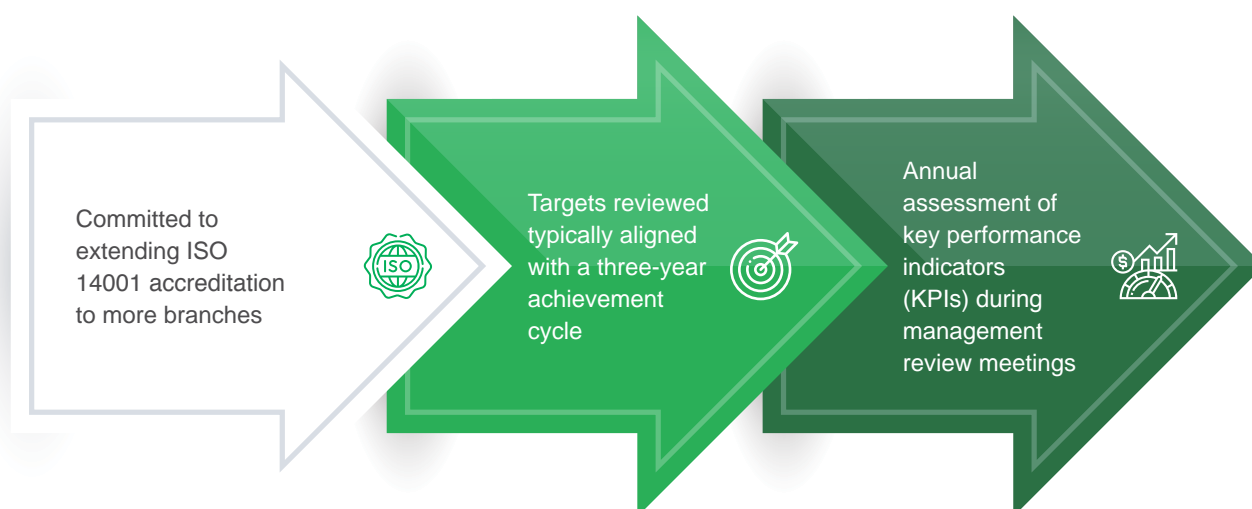 Committed to
extending ISO
14001 accreditation
to more branches
ISO
Targets reviewed
typically aligned
with a three-year
achievement
cycle
Annual
assessment of
key performance
indicators
(KPIs) during
management
review meetings
$